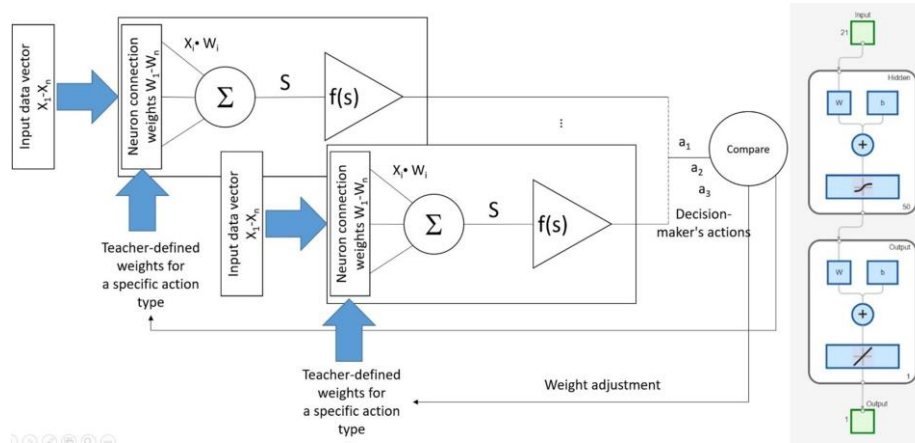 Input data vector
X₁-Xₙ
Neuron connection
weights W₁-Wₙ
Xᵢ• Wᵢ
Σ
S
f(s)
Teacher-defined
weights for
a specific action
type
Input data vector
X₁-Xₙ
Neuron connection
weights W₁-Wₙ
Xᵢ• Wᵢ
Σ
S
f(s)
Teacher-defined
weights for
a specific action
type
...
a₁
a₂
a₃
Decision-
maker's actions
Compare
Weight adjustment
Input
21
Hidden
W
b
+
50
Output
W
b
+
1
Output
1